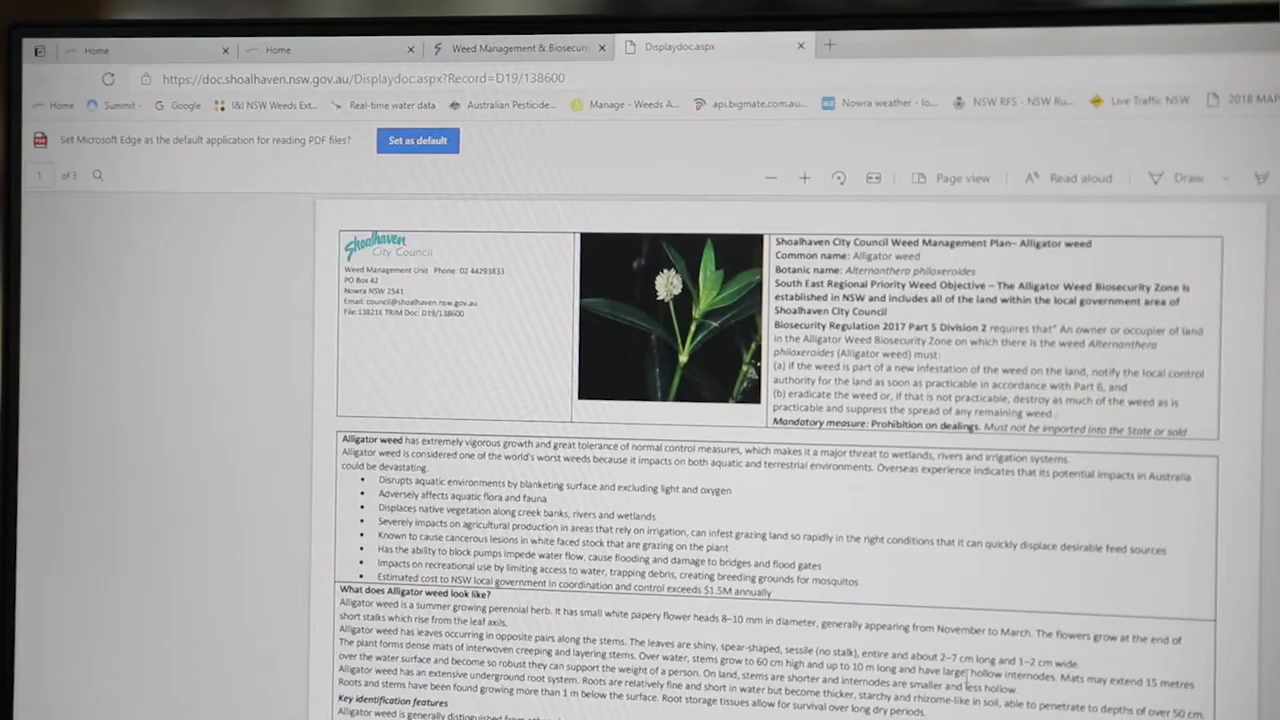 Home
Home
Weed Management & Biosecuri
Displaydoc.aspx
https://doc.shoalhaven.nsw.gov.au/Displaydoc.aspx?Record=D19/138600
Home Summit - Google I&I NSW Weeds Ext... Real-time water data Australian Pesticide... Manage - Weeds A... api.bigmate.com.au... Nowra weather - lo... NSW RFS - NSW Ru... Live Traffic NSW 2018 MAP
Set Microsoft Edge as the default application for reading PDF files? Set as default
1 of 3 Page view Read aloud Draw
Shoalhaven
City Council
Weed Management Unit Phone: 02 44293833
PO Box 42
Nowra NSW 2541
Email: council@shoalhaven.nsw.gov.au
File:13821E TRIM Doc: D19/138600
Shoalhaven City Council Weed Management Plan– Alligator weed
Common name: Alligator weed
Botanic name: Alternanthera philoxeroides
South East Regional Priority Weed Objective – The Alligator Weed Biosecurity Zone is
established in NSW and includes all of the land within the local government area of
Shoalhaven City Council
Biosecurity Regulation 2017 Part 5 Division 2 requires that" An owner or occupier of land
in the Alligator Weed Biosecurity Zone on which there is the weed Alternanthera
philoxeroides (Alligator weed) must:
(a) if the weed is part of a new infestation of the weed on the land, notify the local control
authority for the land as soon as practicable in accordance with Part 6, and
(b) eradicate the weed or, if that is not practicable, destroy as much of the weed as is
practicable and suppress the spread of any remaining weed.
Mandatory measure: Prohibition on dealings. Must not be imported into the State or sold
Alligator weed has extremely vigorous growth and great tolerance of normal control measures, which makes it a major threat to wetlands, rivers and irrigation systems.
Alligator weed is considered one of the world's worst weeds because it impacts on both aquatic and terrestrial environments. Overseas experience indicates that its potential impacts in Australia
could be devastating.
• Disrupts aquatic environments by blanketing surface and excluding light and oxygen
• Adversely affects aquatic flora and fauna
• Displaces native vegetation along creek banks, rivers and wetlands
• Severely impacts on agricultural production in areas that rely on irrigation, can infest grazing land so rapidly in the right conditions that it can quickly displace desirable feed sources
• Known to cause cancerous lesions in white faced stock that are grazing on the plant
• Has the ability to block pumps impede water flow, cause flooding and damage to bridges and flood gates
• Impacts on recreational use by limiting access to water, trapping debris, creating breeding grounds for mosquitos
• Estimated cost to NSW local government in coordination and control exceeds $1.5M annually
What does Alligator weed look like?
Alligator weed is a summer growing perennial herb. It has small white papery flower heads 8–10 mm in diameter, generally appearing from November to March. The flowers grow at the end of
short stalks which rise from the leaf axils.
Alligator weed has leaves occurring in opposite pairs along the stems. The leaves are shiny, spear-shaped, sessile (no stalk), entire and about 2–7 cm long and 1–2 cm wide.
The plant forms dense mats of interwoven creeping and layering stems. Over water, stems grow to 60 cm high and up to 10 m long and have large, hollow internodes. Mats may extend 15 metres
over the water surface and become so robust they can support the weight of a person. On land, stems are shorter and internodes are smaller and less hollow.
Alligator weed has an extensive underground root system. Roots are relatively fine and short in water but become thicker, starchy and rhizome-like in soil, able to penetrate to depths of over 50 cm.
Roots and stems have been found growing more than 1 m below the surface. Root storage tissues allow for survival over long dry periods.
Key identification features
Alligator weed is generally distinguished from